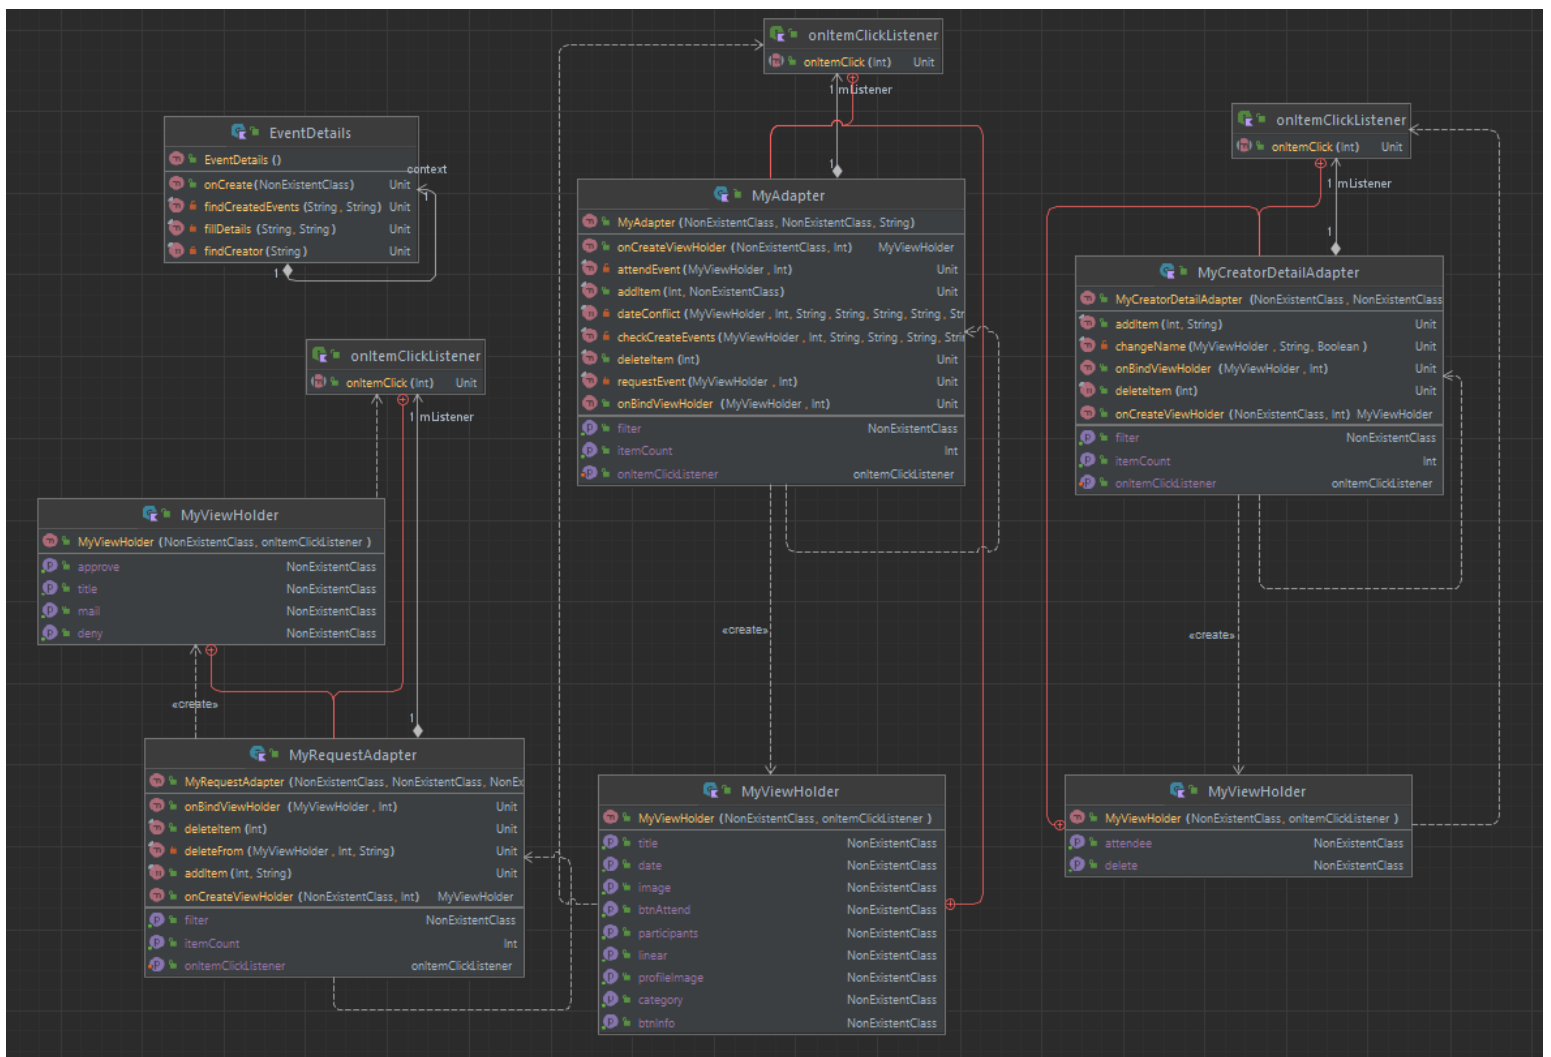 onItemClickListener
onItemClick (Int) Unit
1 mListener
1
EventDetails
EventDetails ()
onCreate(NonExistentClass) Unit
findCreatedEvents (String, String) Unit
fillDetails (String, String) Unit
findCreator(String) Unit
context
1
1
onItemClickListener
onItemClick (Int) Unit
1 mListener
1
MyAdapter
MyAdapter (NonExistentClass, NonExistentClass, String)
onCreateViewHolder (NonExistentClass, Int) MyViewHolder
attendEvent(MyViewHolder, Int) Unit
addItem (Int, NonExistentClass) Unit
dateConflict (MyViewHolder, Int, String, String, String, String, Str
checkCreateEvents (MyViewHolder, Int, String, String, String, Strin
deleteItem (Int) Unit
requestEvent(MyViewHolder, Int) Unit
onBindViewHolder (MyViewHolder, Int) Unit
filter NonExistentClass
itemCount Int
onItemClickListener onItemClickListener
MyCreatorDetailAdapter
MyCreatorDetailAdapter (NonExistentClass, NonExistentClass
addItem (Int, String) Unit
changeName(MyViewHolder, String, Boolean) Unit
onBindViewHolder (MyViewHolder, Int) Unit
deleteItem (Int) Unit
onCreateViewHolder (NonExistentClass, Int) MyViewHolder
filter NonExistentClass
itemCount Int
onItemClickListener onItemClickListener
onItemClickListener
onItemClick (Int) Unit
1 mListener
MyViewHolder
MyViewHolder (NonExistentClass, onItemClickListener)
approve NonExistentClass
title NonExistentClass
mail NonExistentClass
deny NonExistentClass
«create»
1
«create»
«create»
MyRequestAdapter
MyRequestAdapter (NonExistentClass, NonExistentClass, NonEx
onBindViewHolder (MyViewHolder, Int) Unit
deleteItem (Int) Unit
deleteFrom (MyViewHolder, Int, String) Unit
addItem (Int, String) Unit
onCreateViewHolder (NonExistentClass, Int) MyViewHolder
filter NonExistentClass
itemCount Int
onItemClickListener onItemClickListener
MyViewHolder
MyViewHolder (NonExistentClass, onItemClickListener)
title NonExistentClass
date NonExistentClass
image NonExistentClass
btnAttend NonExistentClass
participants NonExistentClass
linear NonExistentClass
profileImage NonExistentClass
category NonExistentClass
btnInfo NonExistentClass
MyViewHolder
MyViewHolder (NonExistentClass, onItemClickListener)
attendee NonExistentClass
delete NonExistentClass